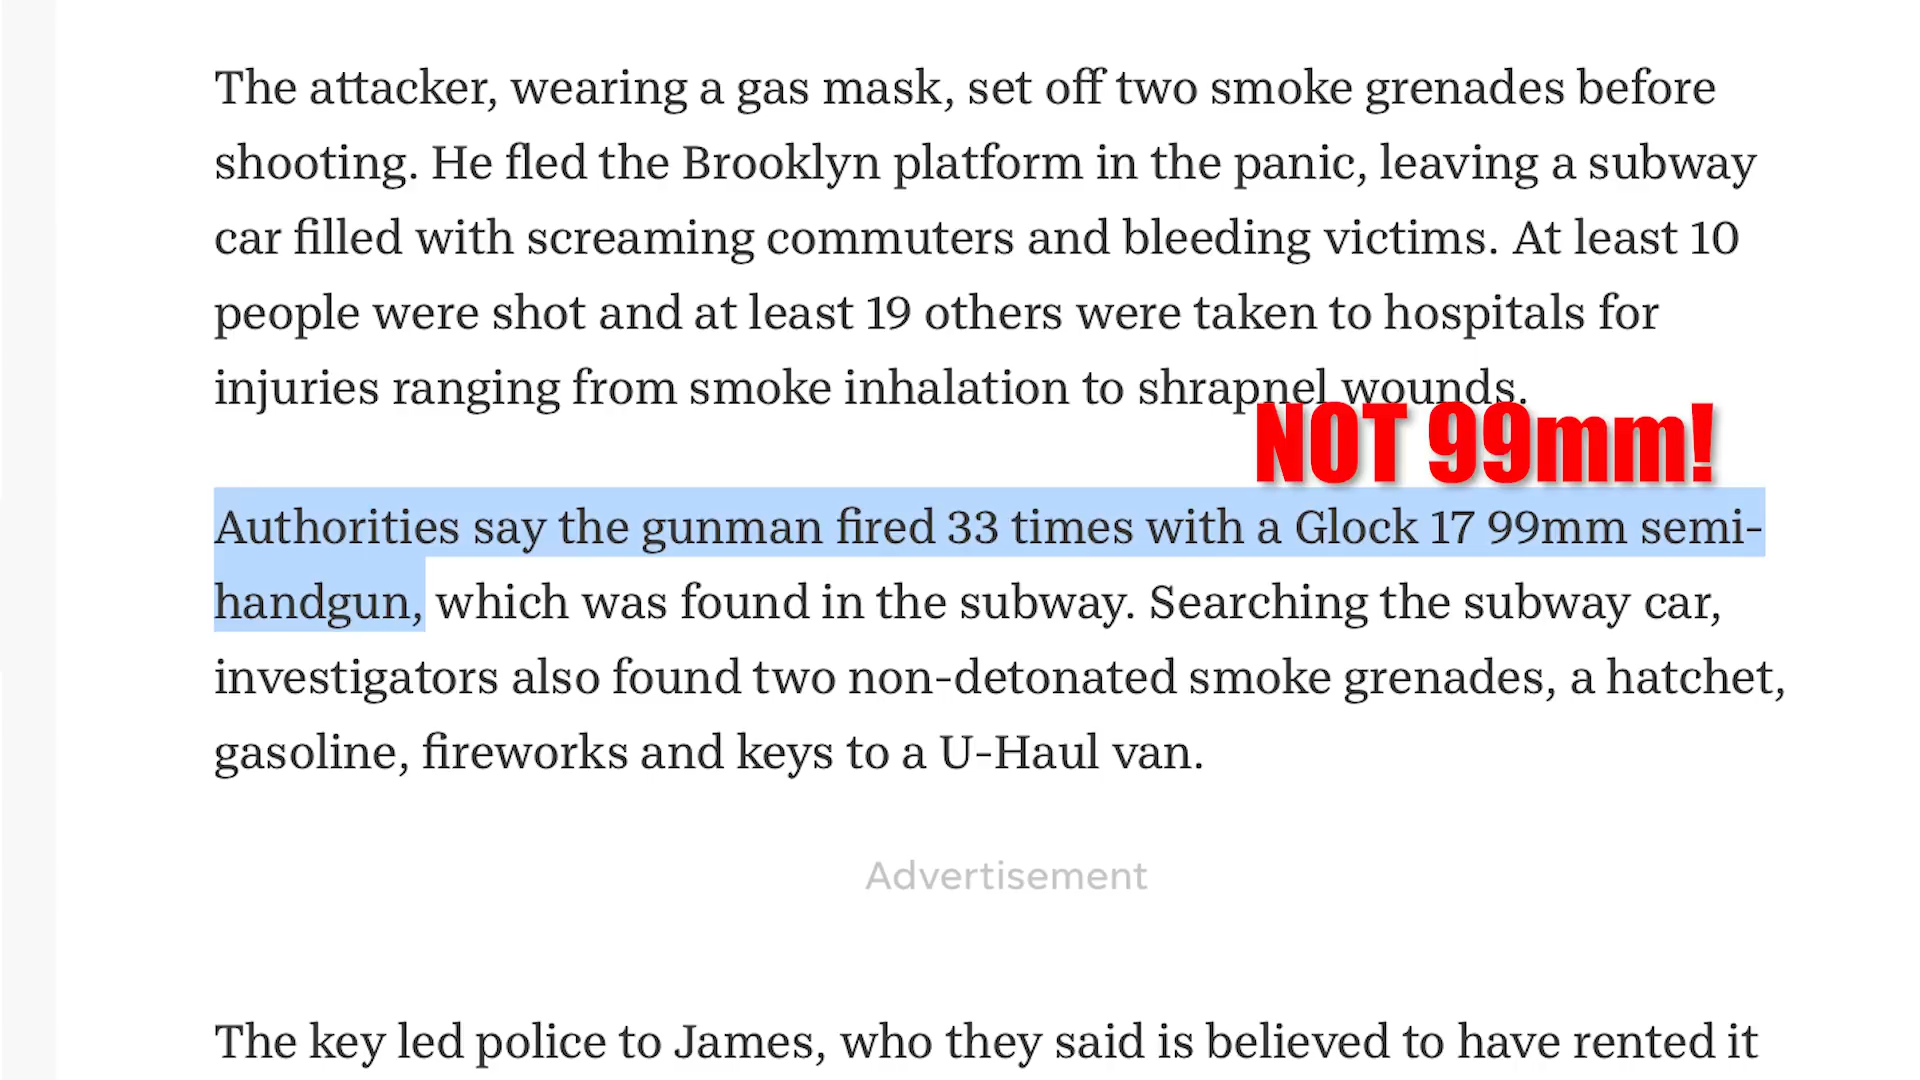 The attacker, wearing a gas mask, set off two smoke grenades before
shooting. He fled the Brooklyn platform in the panic, leaving a subway
car filled with screaming commuters and bleeding victims. At least 10
people were shot and at least 19 others were taken to hospitals for
injuries ranging from smoke inhalation to shrapnel wounds.
NOT 99mm!
Authorities say the gunman fired 33 times with a Glock 17 99mm semi-
handgun, which was found in the subway. Searching the subway car,
investigators also found two non-detonated smoke grenades, a hatchet,
gasoline, fireworks and keys to a U-Haul van.
Advertisement
The key led police to James, who they said is believed to have rented it